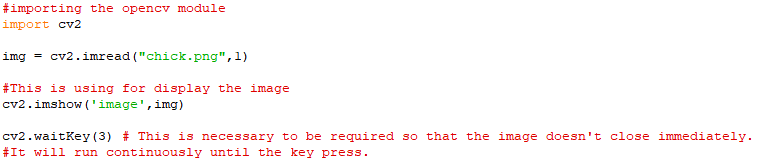 #importing the opencv module
import cv2
img = cv2.imread("chick.png",1)
#This is using for display the image
cv2.imshow('image',img)
cv2.waitKey(3) # This is necessary to be required so that the image doesn't close immediately.
#It will run continuously until the key press.